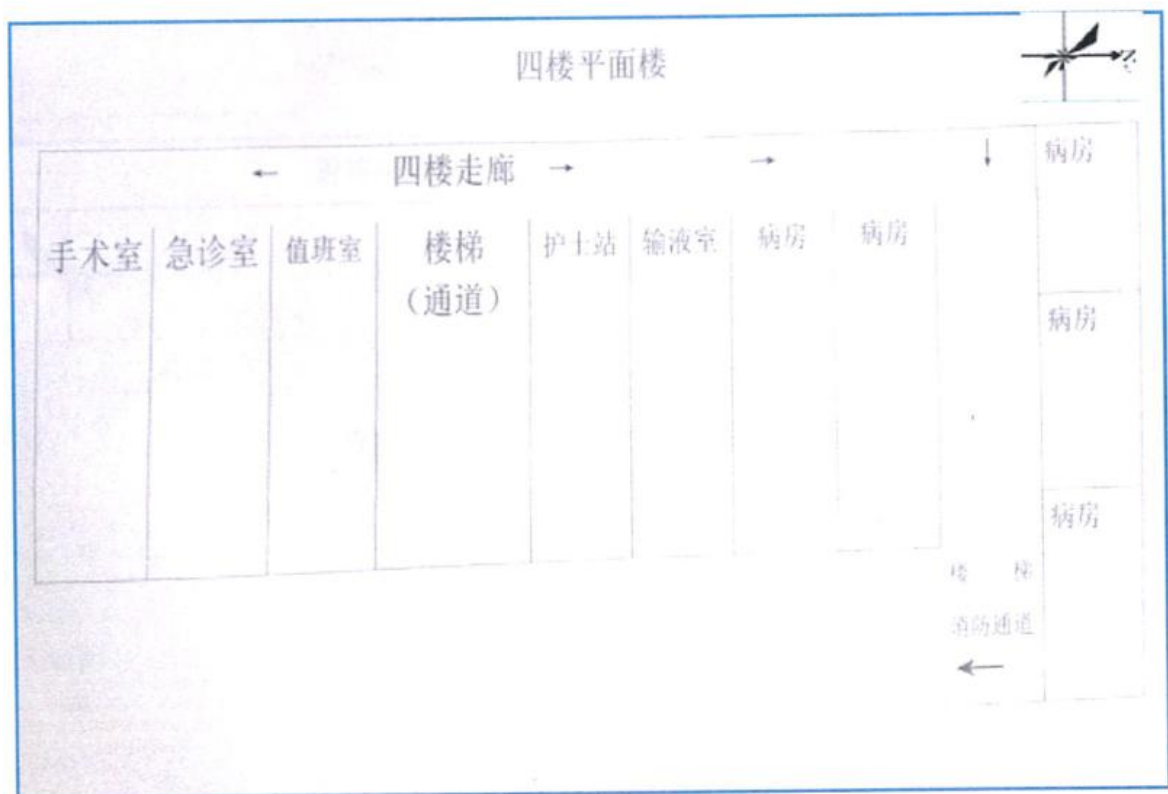 四楼平面楼
← 四楼走廊 → → ↓
病房
手术室 急诊室 值班室 楼梯 护士站 输液室 病房 病房
（通道）
病房
病房
楼 梯
消防通道
←